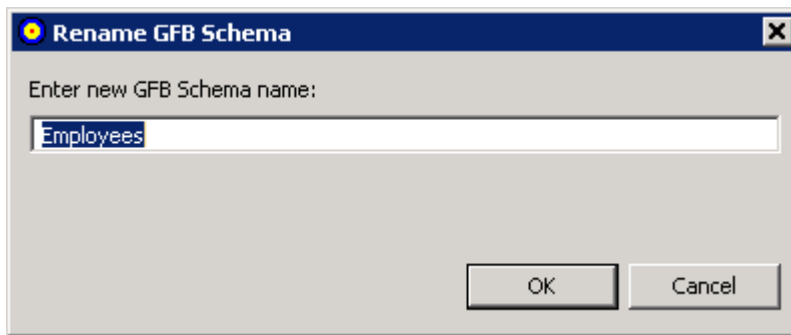 Rename GFB Schema
Enter new GFB Schema name:
Employees
OK
Cancel